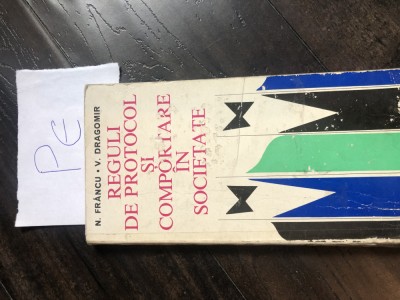 N. FRÂNCU • V. DRAGOMIR
REGULI
DE PROTOCOL
ȘI
COMPORTARE
ÎN
SOCIETATE
PE